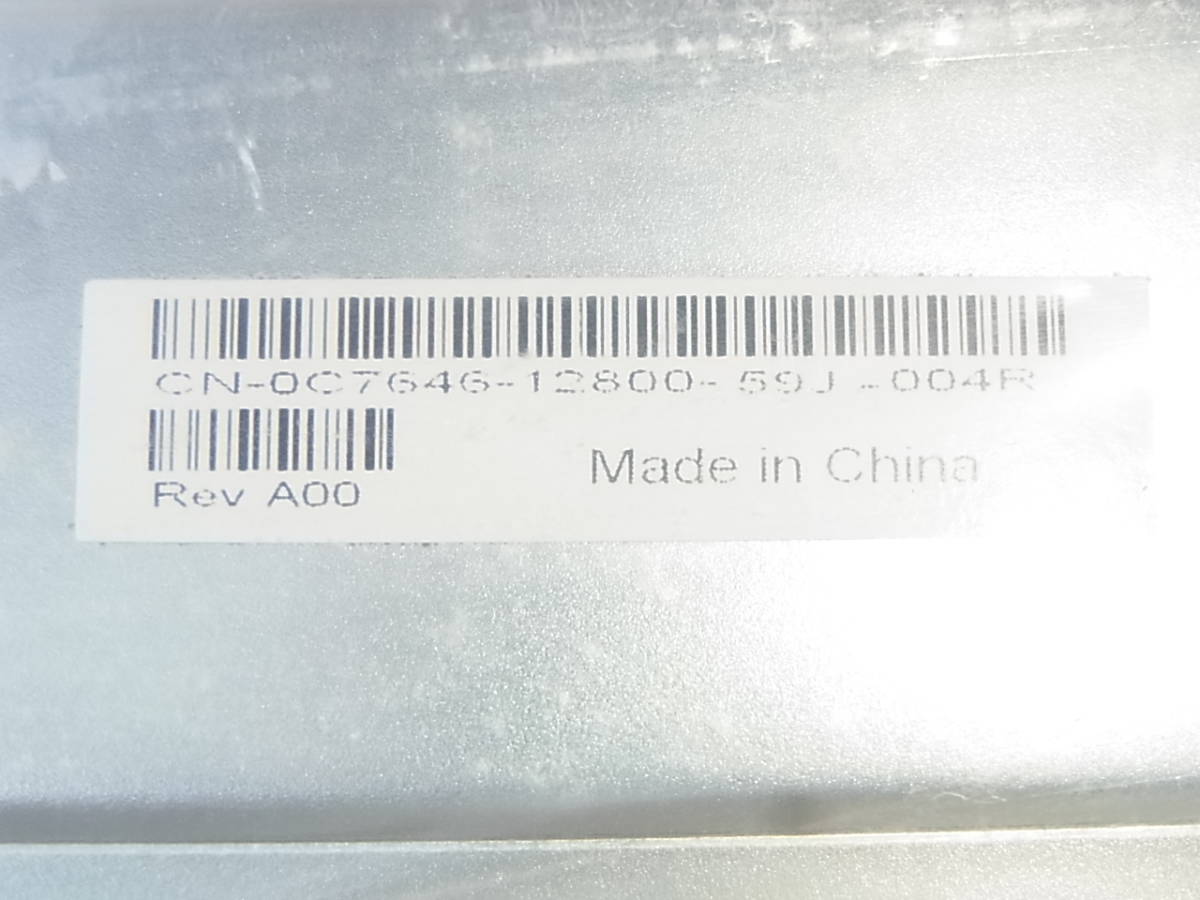 CN-0C7646-12800- 59J -004R
Rev A00
Made in China